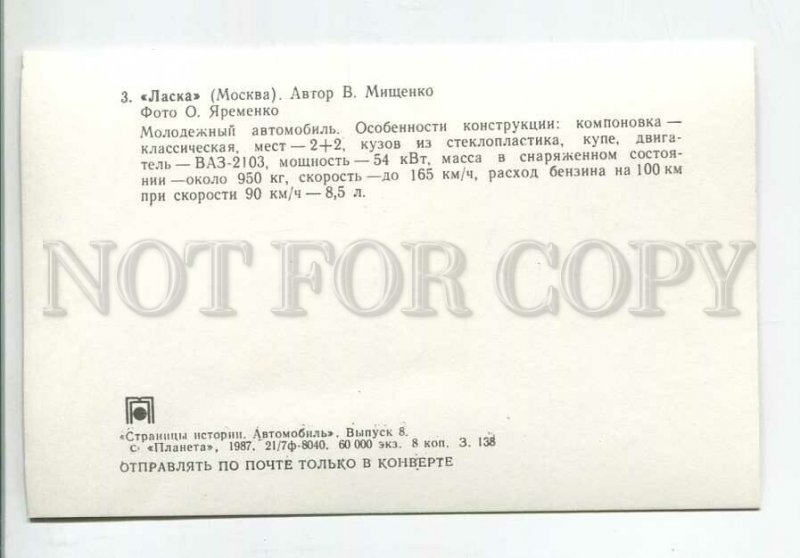 3. «Ласка» (Москва). Автор В. Мищенко
Фото О. Яременко
Молодежный автомобиль. Особенности конструкции: компоновка —
классическая, мест — 2+2, кузов из стеклопластика, купе, двига-
тель — ВАЗ-2103, мощность — 54 кВт, масса в снаряженном состоя-
нии — около 950 кг, скорость — до 165 км/ч, расход бензина на 100 км
при скорости 90 км/ч — 8,5 л.
NOT FOR COPY
«Страницы истории. Автомобиль». Выпуск 8.
© «Планета», 1987. 21/7ф-8040. 60 000 экз. 8 коп. З. 138
ОТПРАВЛЯТЬ ПО ПОЧТЕ ТОЛЬКО В КОНВЕРТЕ